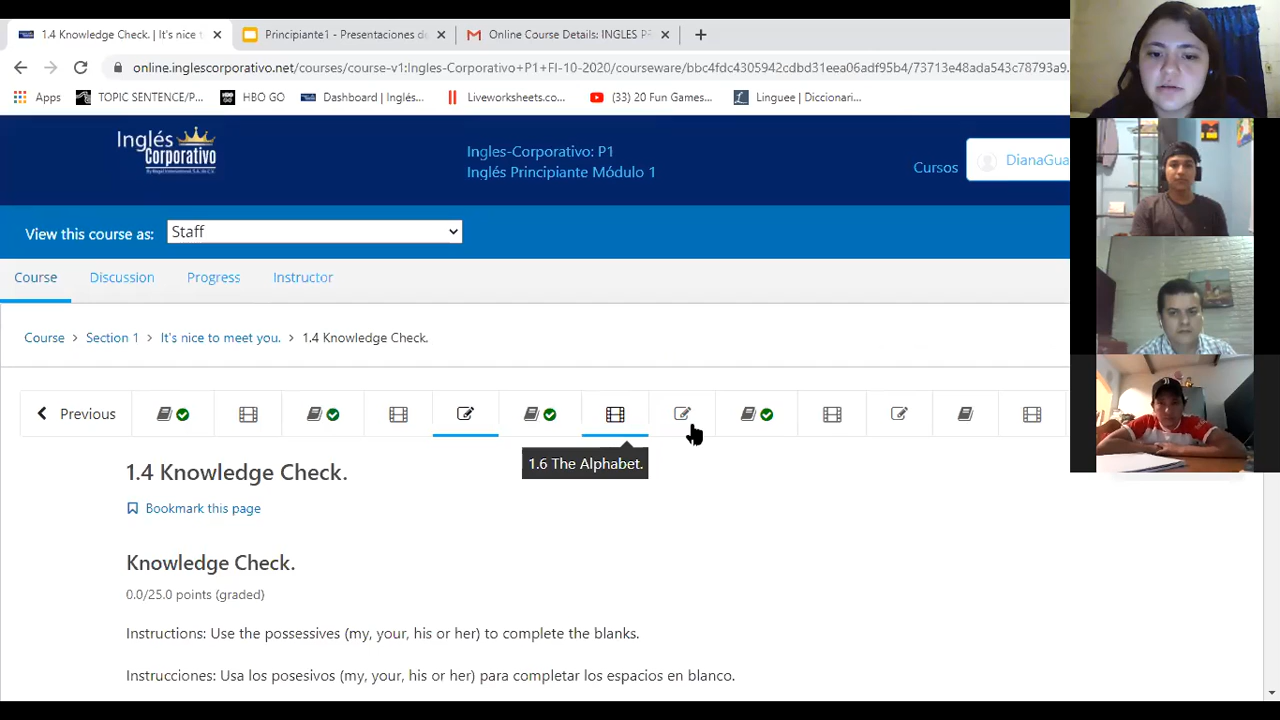 1.4 Knowledge Check. | It's nice t
Principiante1 - Presentaciones d
Online Course Details: INGLES P
online.inglescorporativo.net/courses/course-v1:Ingles-Corporativo+P1+FI-10-2020/courseware/bbc4fdc4305942cdbd31eea06adf95b4/73713e48ada543c78793a9.
Apps
TOPIC SENTENCE/P...
HBO GO
Dashboard | Inglés...
Liveworksheets.co...
(33) 20 Fun Games...
Linguee | Diccionari...
Inglés
Corporativo
Ingles-Corporativo: P1
Inglés Principiante Módulo 1
Cursos
DianaGua
View this course as:
Staff
Course
Discussion
Progress
Instructor
Course > Section 1 > It's nice to meet you. > 1.4 Knowledge Check.
Previous
1.6 The Alphabet.
1.4 Knowledge Check.
Bookmark this page
Knowledge Check.
0.0/25.0 points (graded)
Instructions: Use the possessives (my, your, his or her) to complete the blanks.
Instrucciones: Usa los posesivos (my, your, his or her) para completar los espacios en blanco.